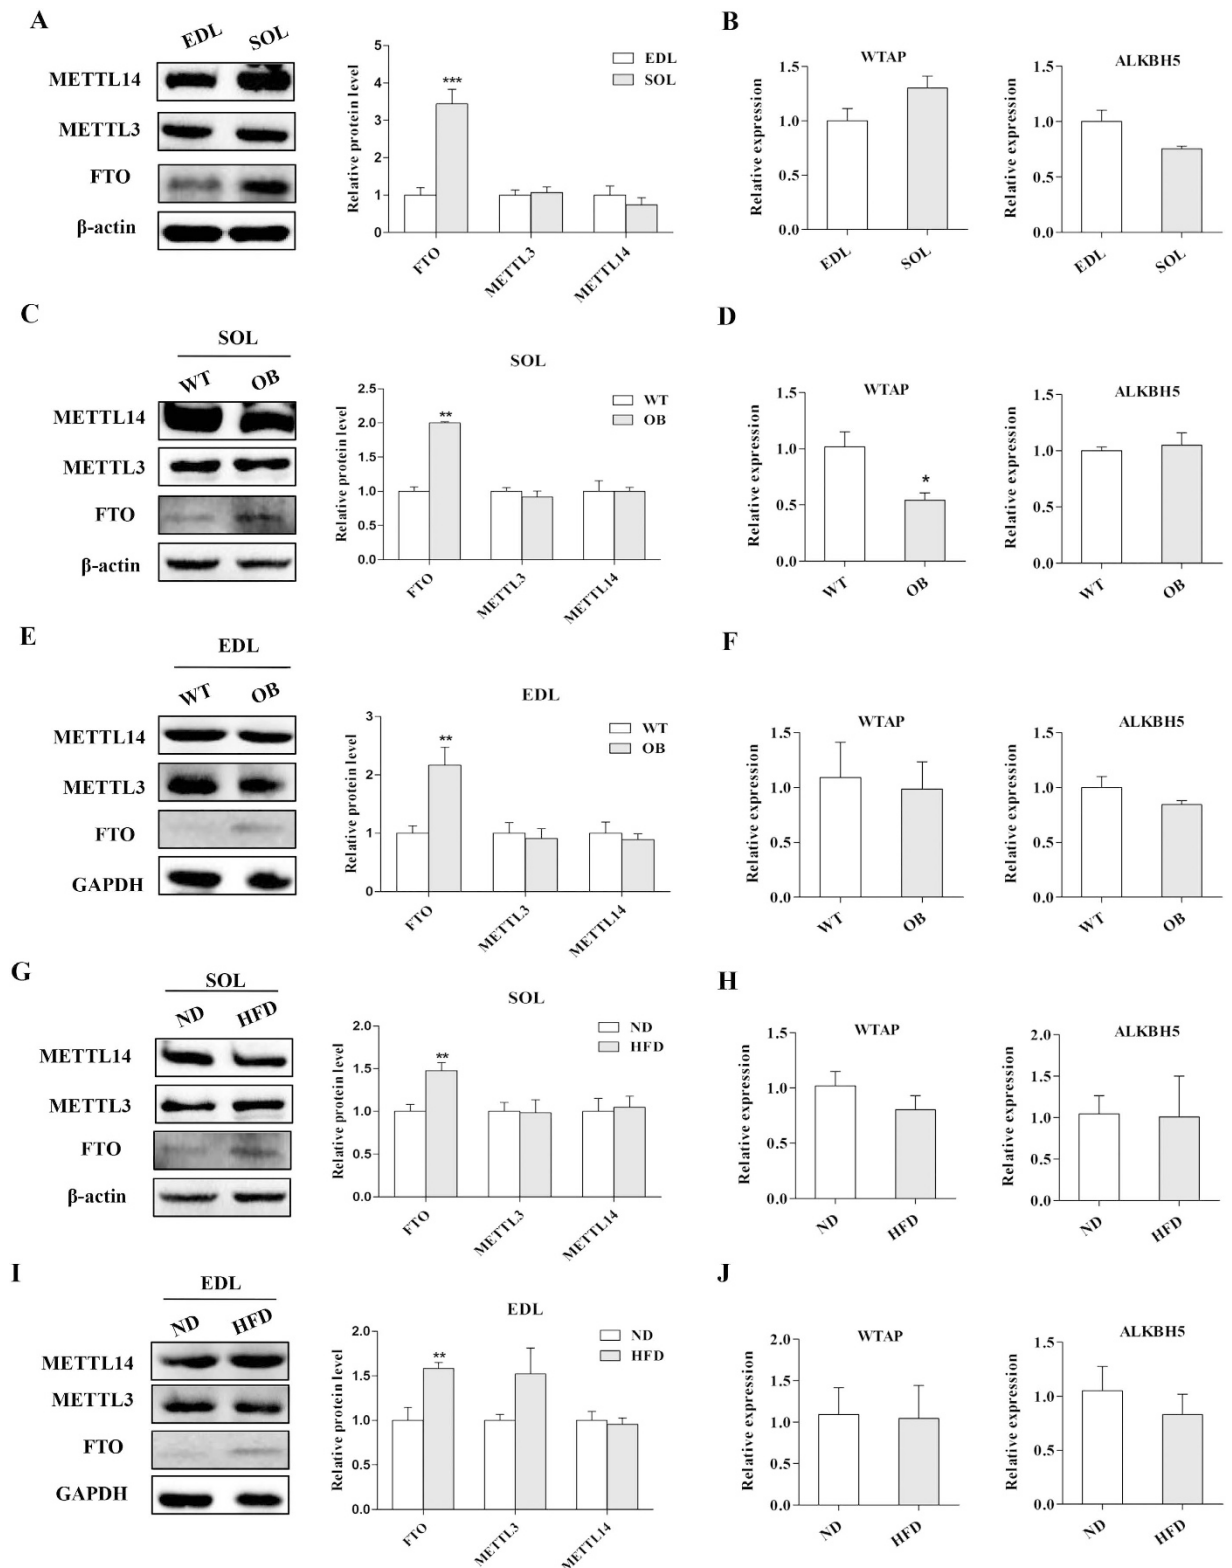 A
EDL SOL
METTL14
METTL3
FTO
β-actin
Relative protein level
5
4
3
2
1
0
***
EDL
SOL
FTO METTL3 METTL14
B
WTAP
Relative expression
1.5
1.0
0.5
0.0
EDL SOL
ALKBH5
Relative expression
1.5
1.0
0.5
0.0
EDL SOL
C
SOL
WT OB
METTL14
METTL3
FTO
β-actin
SOL
Relative protein level
2.5
2.0
1.5
1.0
0.5
0.0
**
WT
OB
FTO METTL3 METTL14
D
WTAP
Relative expression
1.5
1.0
0.5
0.0
*
WT OB
ALKBH5
Relative expression
1.5
1.0
0.5
0.0
WT OB
E
EDL
WT OB
METTL14
METTL3
FTO
GAPDH
EDL
Relative protein level
3
2
1
0
**
WT
OB
FTO METTL3 METTL14
F
WTAP
Relative expression
1.5
1.0
0.5
0.0
WT OB
ALKBH5
Relative expression
1.5
1.0
0.5
0.0
WT OB
G
SOL
ND HFD
METTL14
METTL3
FTO
β-actin
SOL
Relative protein level
2.0
1.5
1.0
0.5
0.0
**
ND
HFD
FTO METTL3 METTL14
H
WTAP
Relative expression
1.5
1.0
0.5
0.0
ND HFD
ALKBH5
Relative expression
2.0
1.5
1.0
0.5
0.0
ND HFD
I
EDL
ND HFD
METTL14
METTL3
FTO
GAPDH
EDL
Relative protein level
2.0
1.5
1.0
0.5
0.0
**
ND
HFD
FTO METTL3 METTL14
J
WTAP
Relative expression
2.0
1.5
1.0
0.5
0.0
ND HFD
ALKBH5
Relative expression
1.5
1.0
0.5
0.0
ND HFD